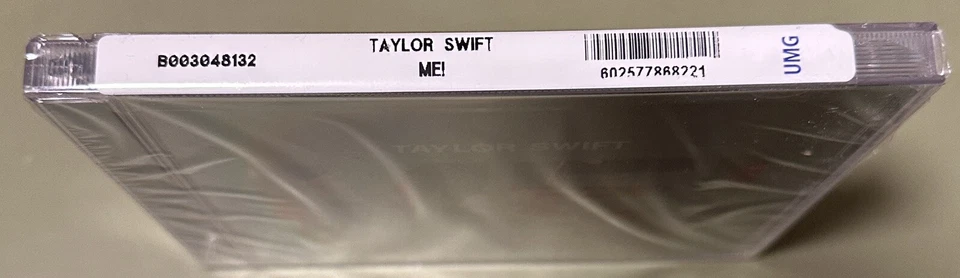 B003048132
TAYLOR SWIFT
ME!
602577868221
UMG
TAYLOR SWIFT